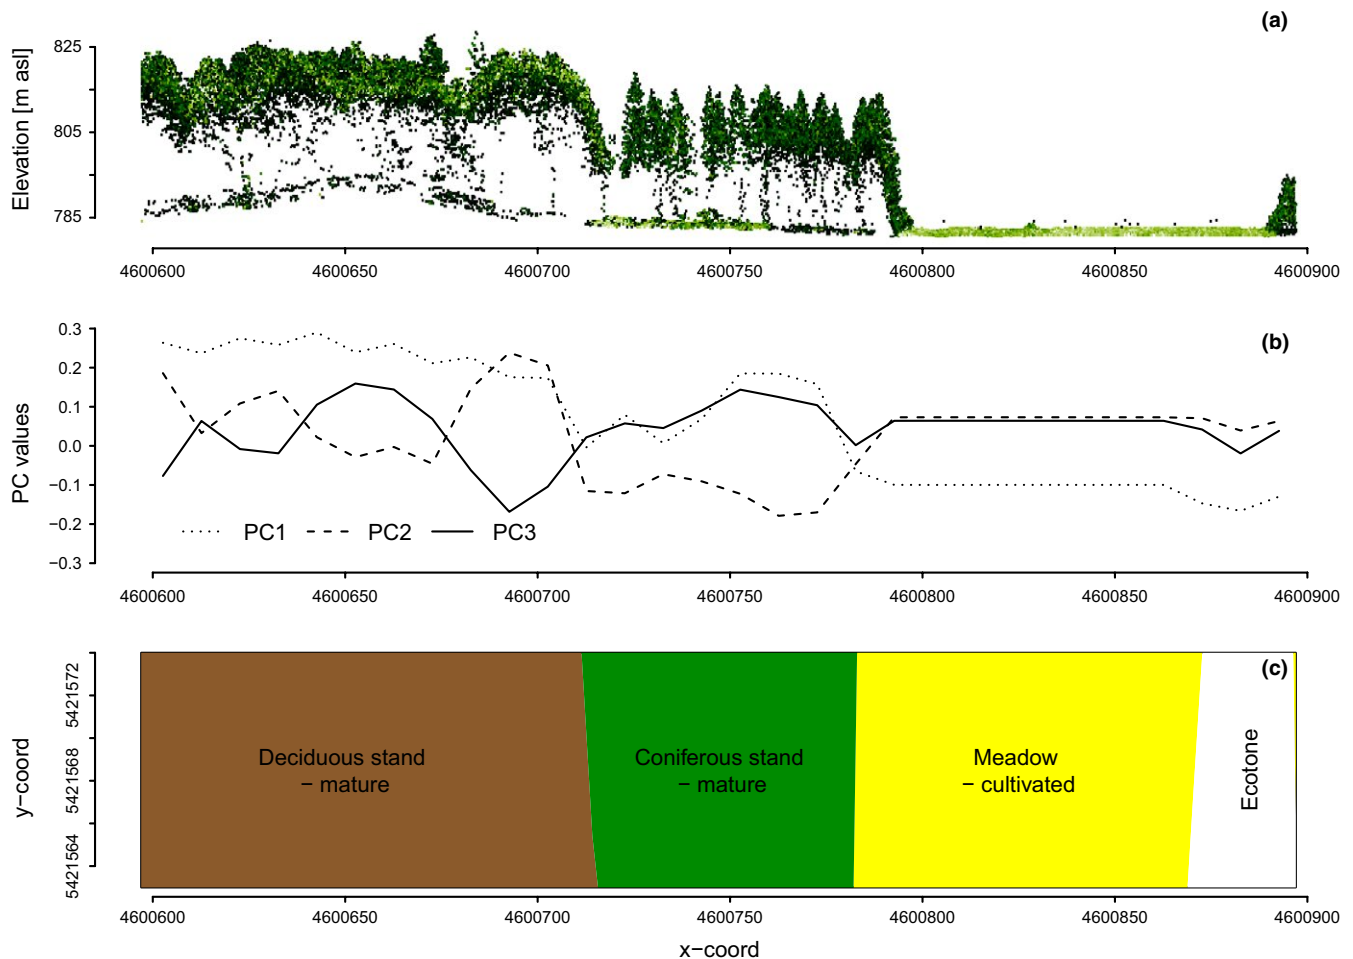 (a)
Elevation [m asl]
825
805
785
4600600 4600650 4600700 4600750 4600800 4600850 4600900
(b)
PC values
0.3
0.2
0.1
0.0
−0.1
−0.2
−0.3
PC1 PC2 PC3
4600600 4600650 4600700 4600750 4600800 4600850 4600900
(c)
y−coord
5421572
5421568
5421564
Deciduous stand
− mature
Coniferous stand
− mature
Meadow
− cultivated
Ecotone
4600600 4600650 4600700 4600750 4600800 4600850 4600900
x−coord